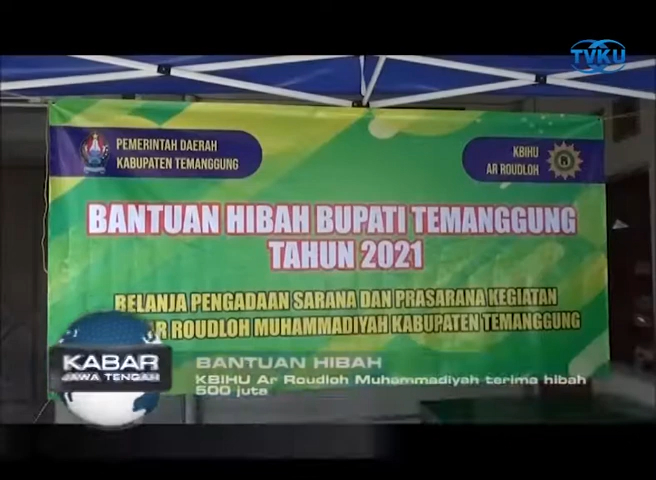 TVKU
PEMERINTAH DAERAH
KABUPATEN TEMANGGUNG
KBIHU
AR ROUDLOH
BANTUAN HIBAH BUPATI TEMANGGUNG
TAHUN 2021
BELANJA PENGADAAN SARANA DAN PRASARANA KEGIATAN
AR ROUDLOH MUHAMMADIYAH KABUPATEN TEMANGGUNG
KABAR
JAWA TENGAH
BANTUAN HIBAH
KBIHU Ar Roudloh Muhammadiyah terima hibah
500 juta